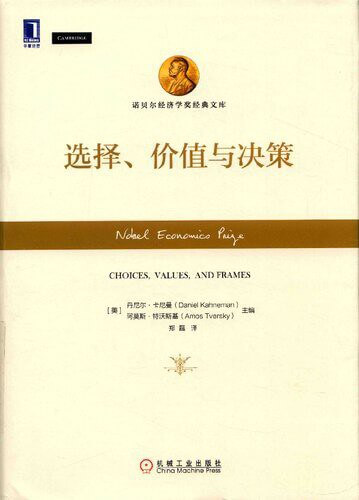 华章图书
CAMBRIDGE
诺贝尔经济学奖经典文库
选择、价值与决策
Nobel Economics Prize
CHOICES, VALUES, AND FRAMES
[美] 丹尼尔·卡尼曼 (Daniel Kahneman) 主编
阿莫斯·特沃斯基 (Amos Tversky)
郑磊 译
机械工业出版社
China Machine Press